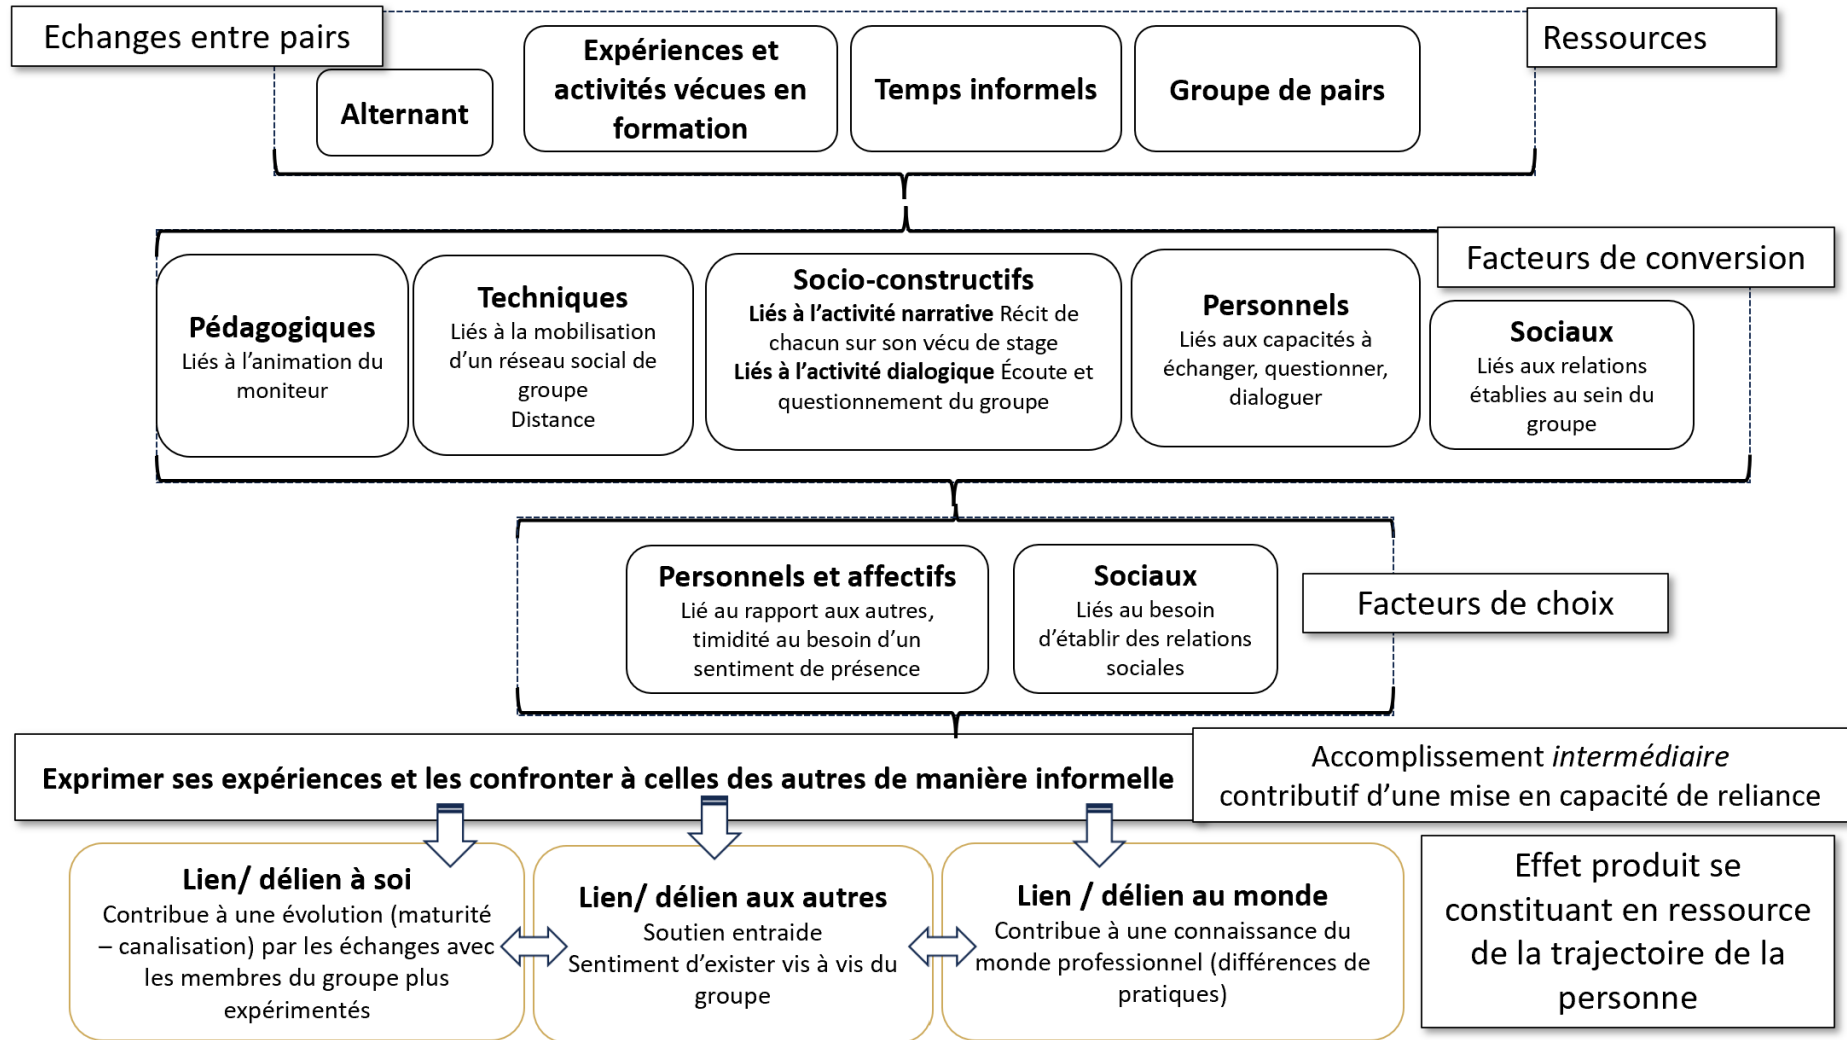 Echanges entre pairs
Ressources
Alternant
Expériences et
activités vécues en
formation
Temps informels
Groupe de pairs
Facteurs de conversion
Pédagogiques
Liés à l’animation du
moniteur
Techniques
Liés à la mobilisation
d’un réseau social de
groupe
Distance
Socio-constructifs
Liés à l’activité narrative Récit de
chacun sur son vécu de stage
Liés à l’activité dialogique Écoute et
questionnement du groupe
Personnels
Liés aux capacités à
échanger, questionner,
dialoguer
Sociaux
Liés aux relations
établies au sein du
groupe
Personnels et affectifs
Lié au rapport aux autres,
timidité au besoin d’un
sentiment de présence
Sociaux
Liés au besoin
d’établir des relations
sociales
Facteurs de choix
Exprimer ses expériences et les confronter à celles des autres de manière informelle
Accomplissement intermédiaire
contributif d’une mise en capacité de reliance
Lien/ délien à soi
Contribue à une évolution (maturité
– canalisation) par les échanges avec
les membres du groupe plus
expérimentés
Lien/ délien aux autres
Soutien entraide
Sentiment d’exister vis à vis du
groupe
Lien / délien au monde
Contribue à une connaissance du
monde professionnel (différences de
pratiques)
Effet produit se
constituant en ressource
de la trajectoire de la
personne